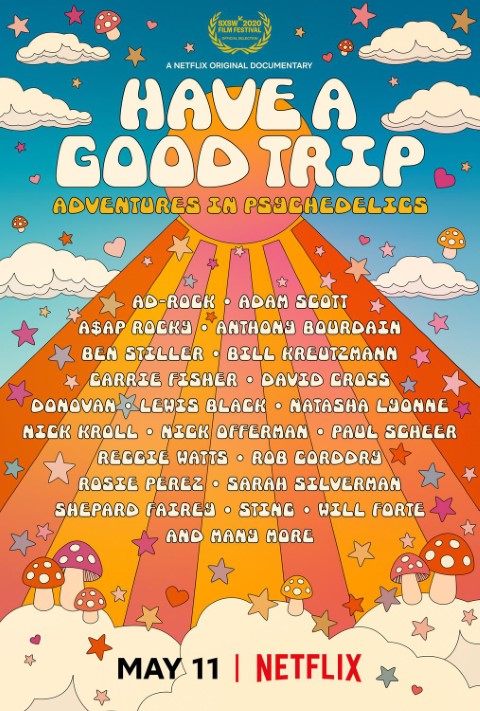 SXSW 2020
FILM FESTIVAL
OFFICIAL SELECTION
A NETFLIX ORIGINAL DOCUMENTARY
HAVE A
GOOD TRIP
ADVENTURES IN PSYCHEDELICS
AD-ROCK • ADAM SCOTT
A$AP ROCKY • ANTHONY BOURDAIN
BEN STILLER • BILL KREUTZMANN
CARRIE FISHER • DAVID CROSS
DONOVAN • LEWIS BLACK • NATASHA LYONNE
NICK KROLL • NICK OFFERMAN • PAUL SCHEER
REGGIE WATTS • ROB CORDDRY
ROSIE PEREZ • SARAH SILVERMAN
SHEPARD FAIREY • STING • WILL FORTE
AND MANY MORE
MAY 11 | NETFLIX